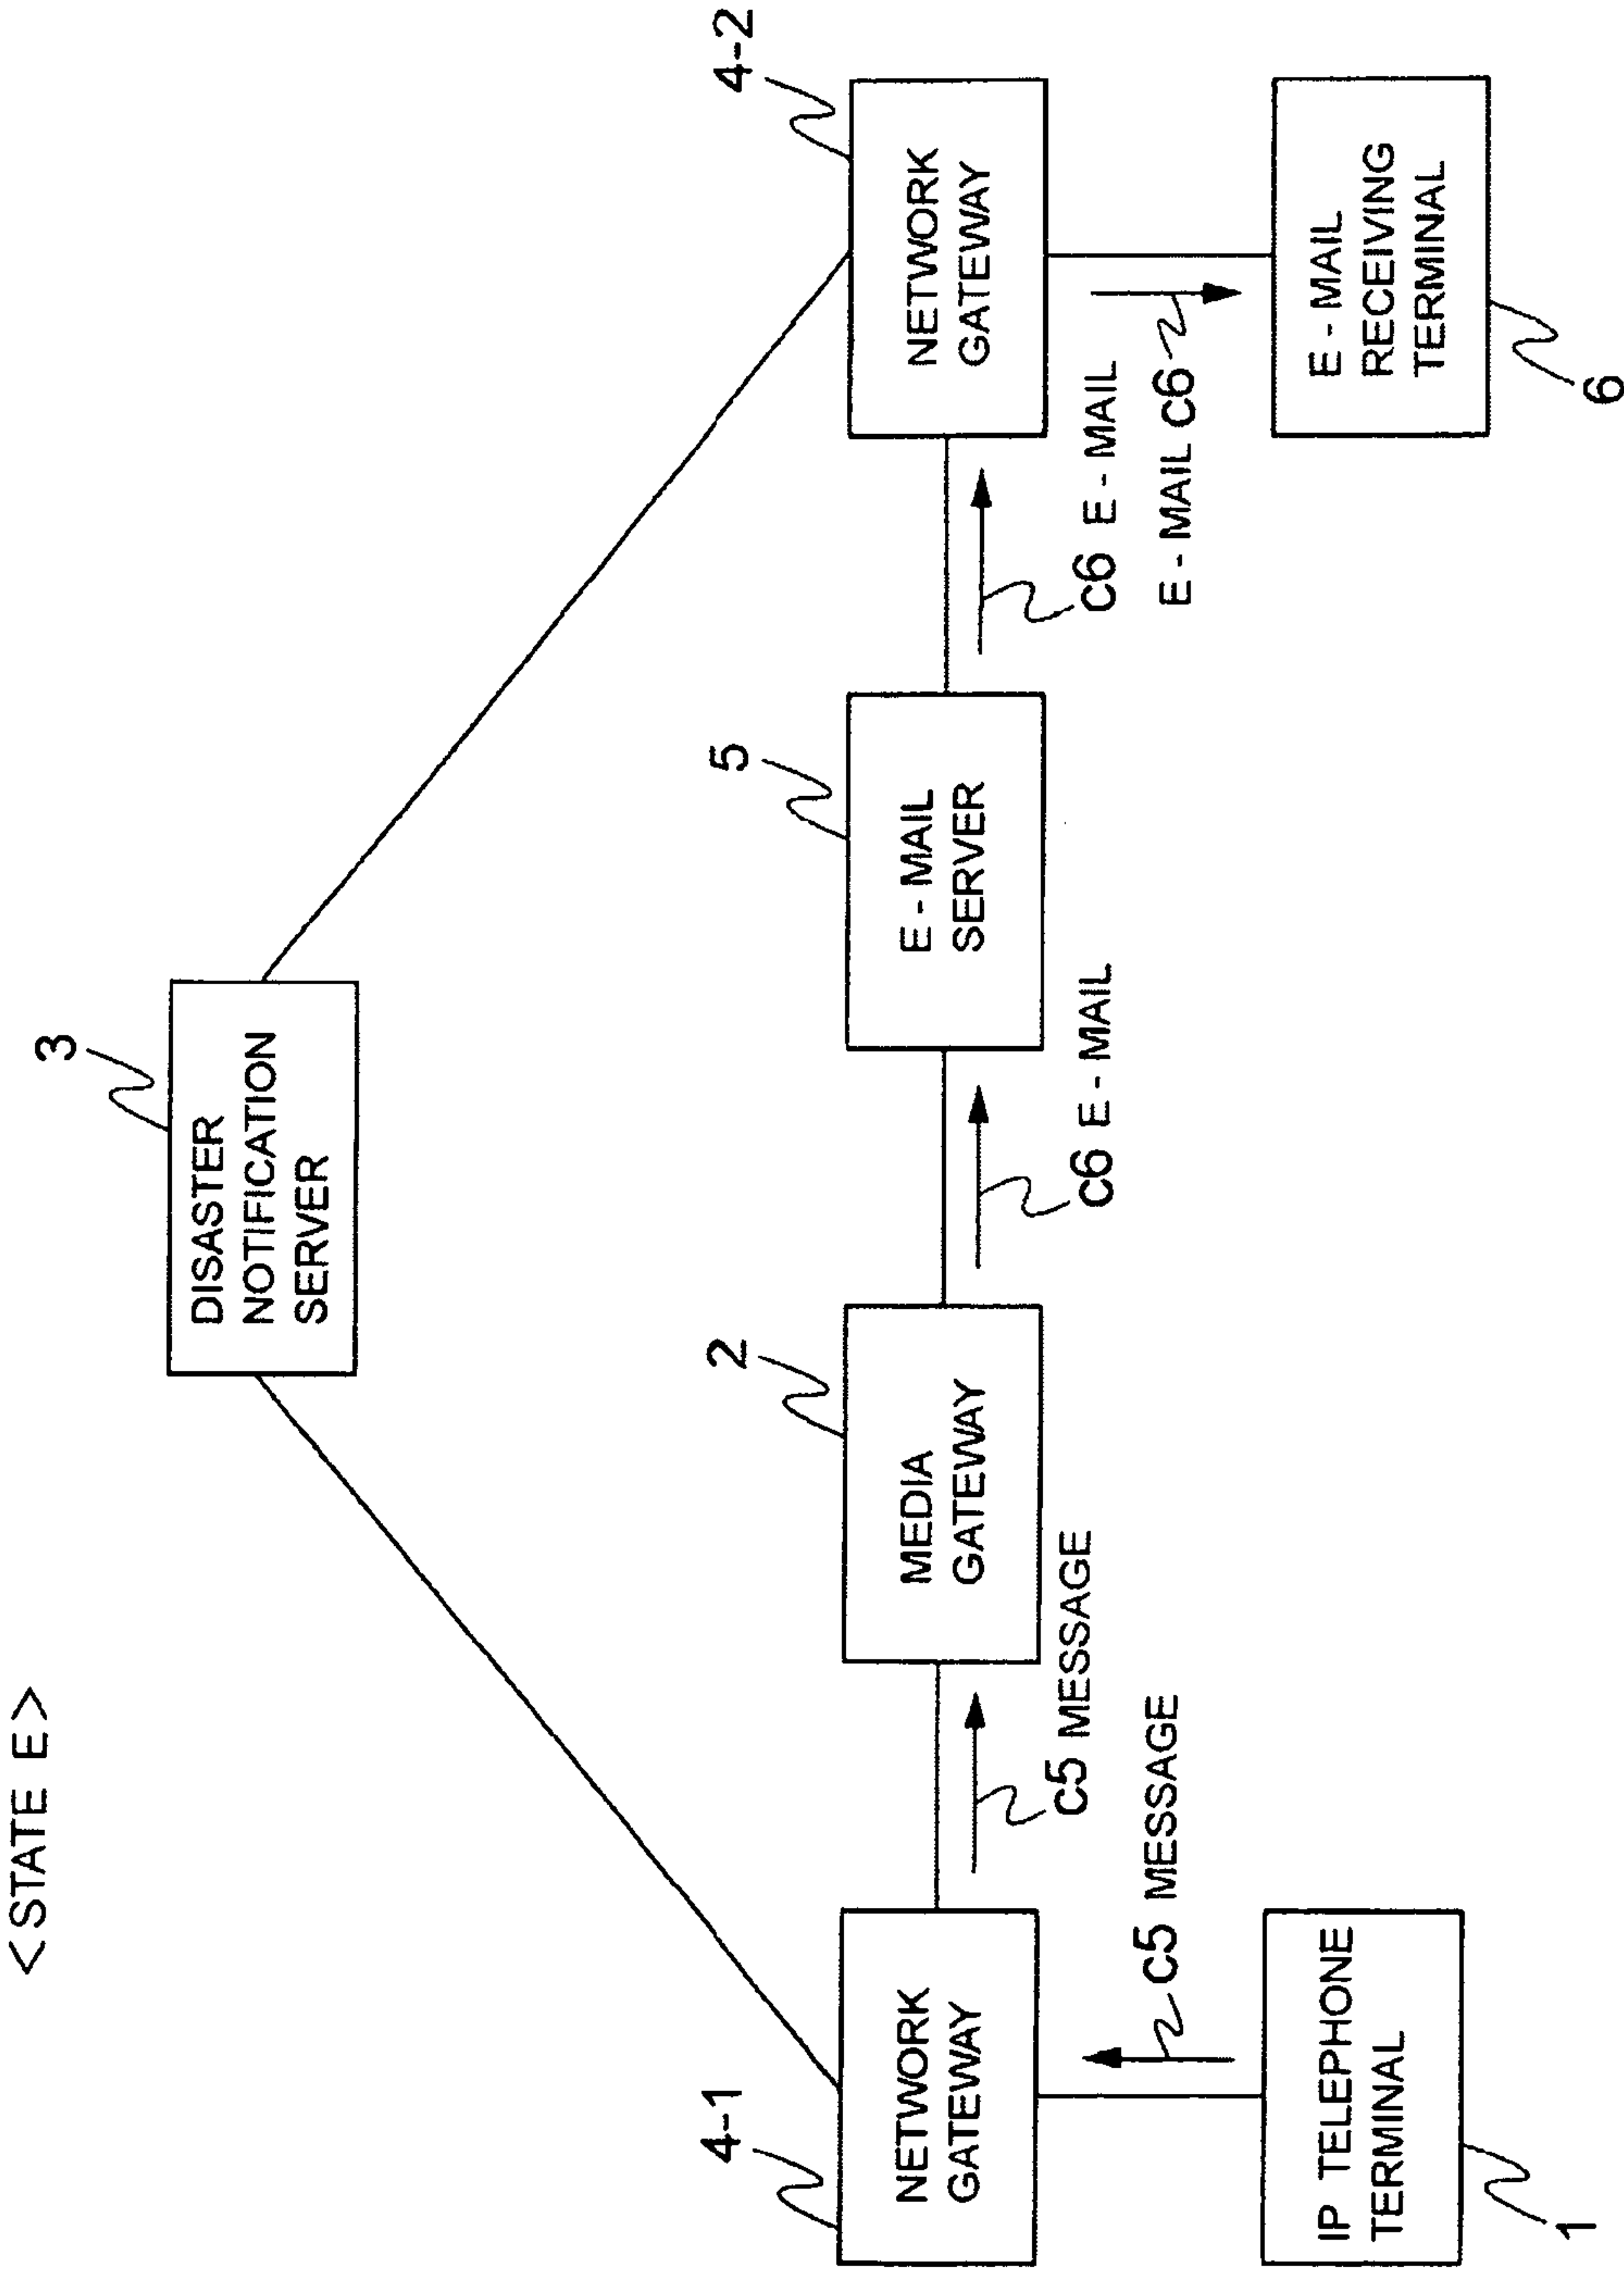 <STATE E>
3
DISASTER
NOTIFICATION
SERVER
4-1
NETWORK
GATEWAY
2
MEDIA
GATEWAY
5
E - MAIL
SERVER
4-2
NETWORK
GATEWAY
c5 MESSAGE
c6 E - MAIL
c6 E - MAIL
c5 MESSAGE
E - MAIL c6
IP TELEPHONE
TERMINAL
1
E - MAIL
RECEIVING
TERMINAL
6